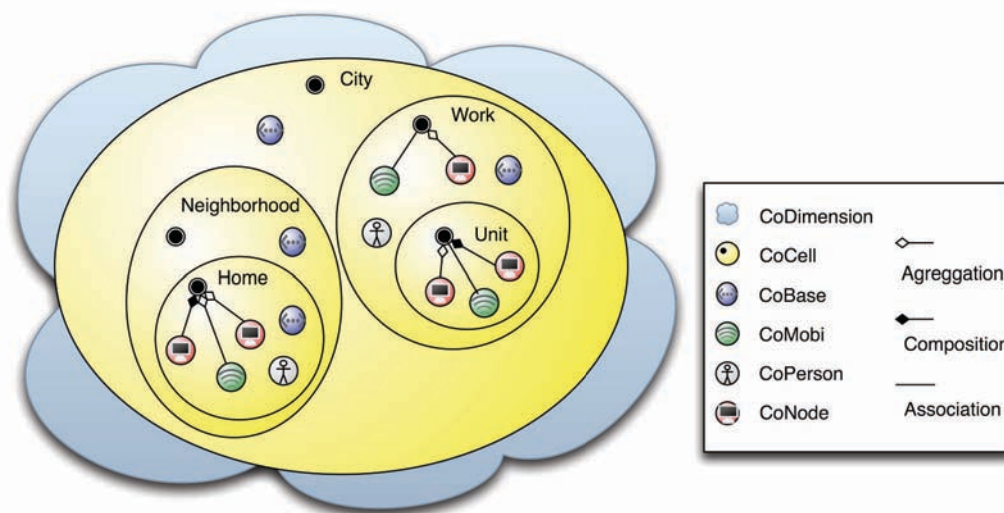 City
Work
Neighborhood
Unit
Home
CoDimension
CoCell
CoBase
CoMobi
CoPerson
CoNode
Agreggation
Composition
Association